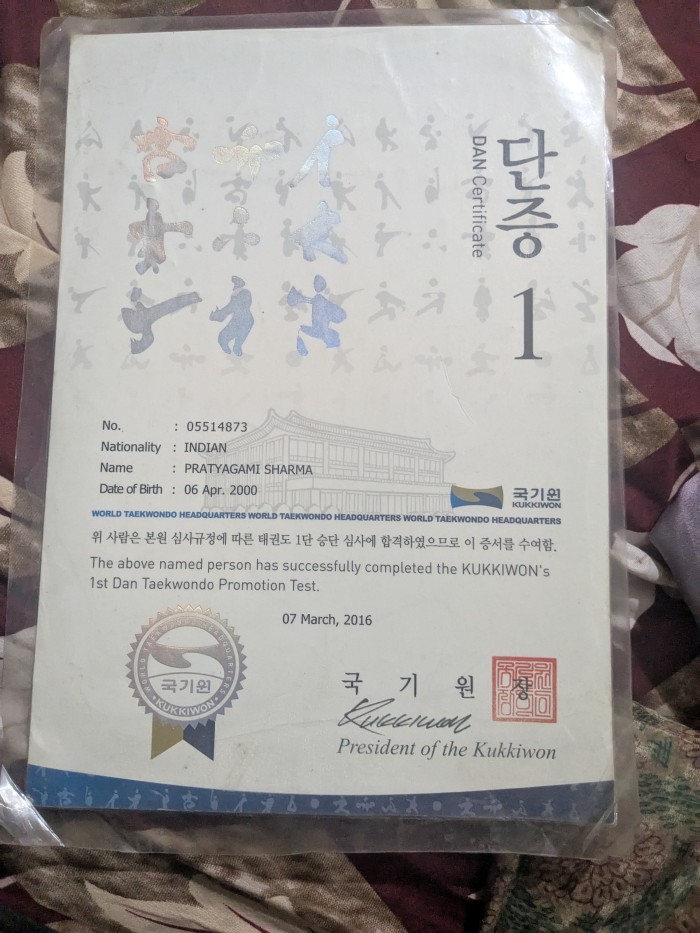 단증
DAN Certificate
1
No. : 05514873
Nationality : INDIAN
Name : PRATYAGAMI SHARMA
Date of Birth : 06 Apr. 2000
국기원
KUKKIWON
WORLD TAEKWONDO HEADQUARTERS WORLD TAEKWONDO HEADQUARTERS WORLD TAEKWONDO HEADQUARTERS
위 사람은 본원 심사규정에 따른 태권도 1단 승단 심사에 합격하였으므로 이 증서를 수여함.
The above named person has successfully completed the KUKKIWON's
1st Dan Taekwondo Promotion Test.
07 March, 2016
WORLD TAEKWONDO HEADQUARTERS
국기원
·KUKKIWON·
국 기 원 장
Kukkiwon
President of the Kukkiwon